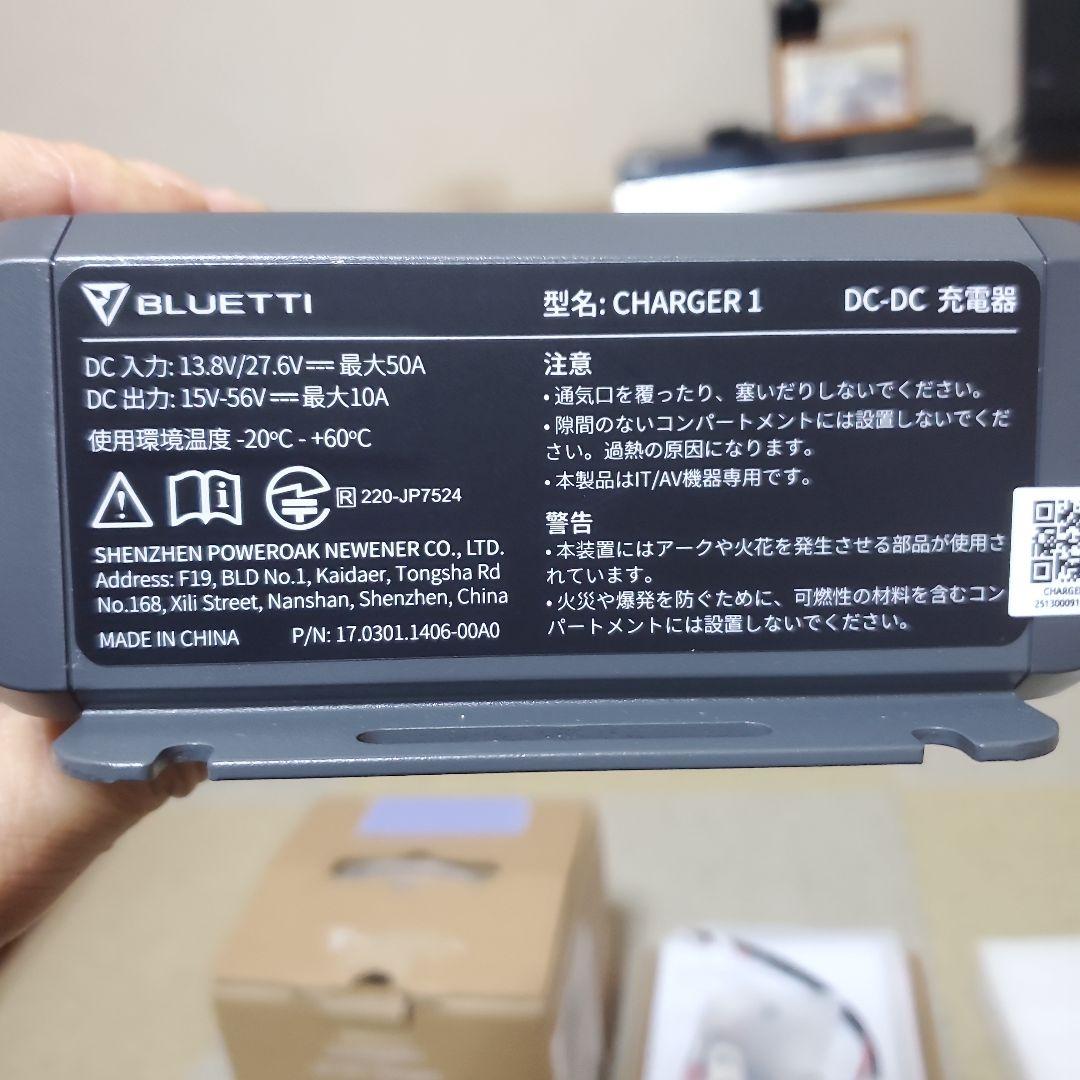 BLUETTI
型名: CHARGER 1
DC-DC 充電器
DC 入力: 13.8V/27.6V⎓最大50A
DC 出力: 15V-56V⎓最大10A
使用環境温度 -20ºC - +60ºC
R 220-JP7524
SHENZHEN POWEROAK NEWENER CO., LTD.
Address: F19, BLD No.1, Kaidaer, Tongsha Rd
No.168, Xili Street, Nanshan, Shenzhen, China
MADE IN CHINA
P/N: 17.0301.1406-00A0
注意
• 通気口を覆ったり、塞いだりしないでください。
• 隙間のないコンパートメントには設置しないでくだ
さい。過熱の原因になります。
• 本製品はIT/AV機器専用です。
警告
• 本装置にはアークや火花を発生させる部品が使用さ
れています。
• 火災や爆発を防ぐために、可燃性の材料を含むコン
パートメントには設置しないでください。
CHARGE
251300091